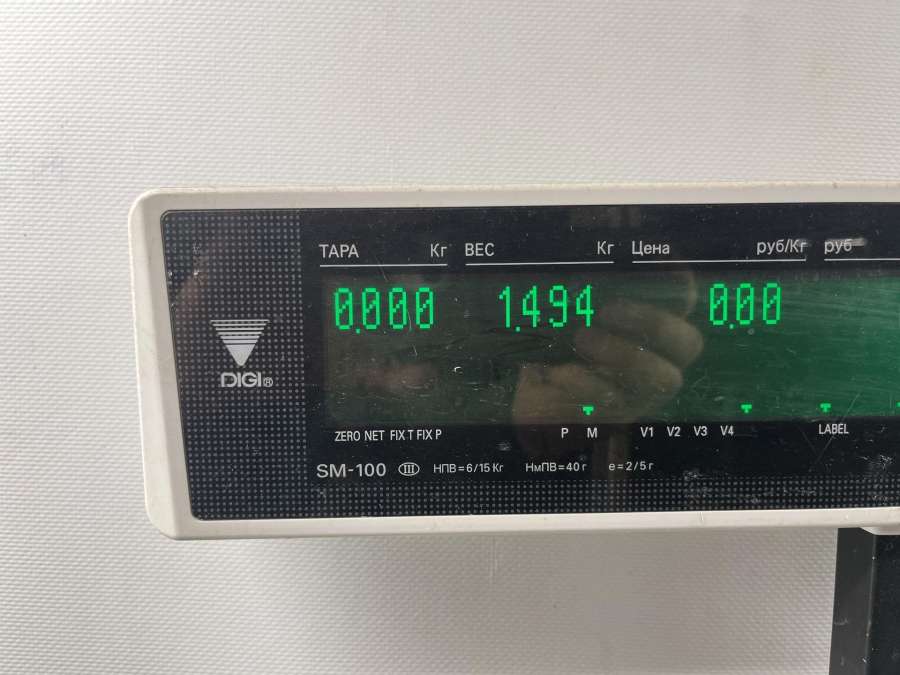 ТАРА Кг ВЕС Кг Цена руб/Кг руб
0.000 1.494 0.00
DIGI®
ZERO NET FIX T FIX P P M V1 V2 V3 V4 LABEL
SM-100 III НПВ=6/15 Кг НмПВ=40 г e=2/5 г